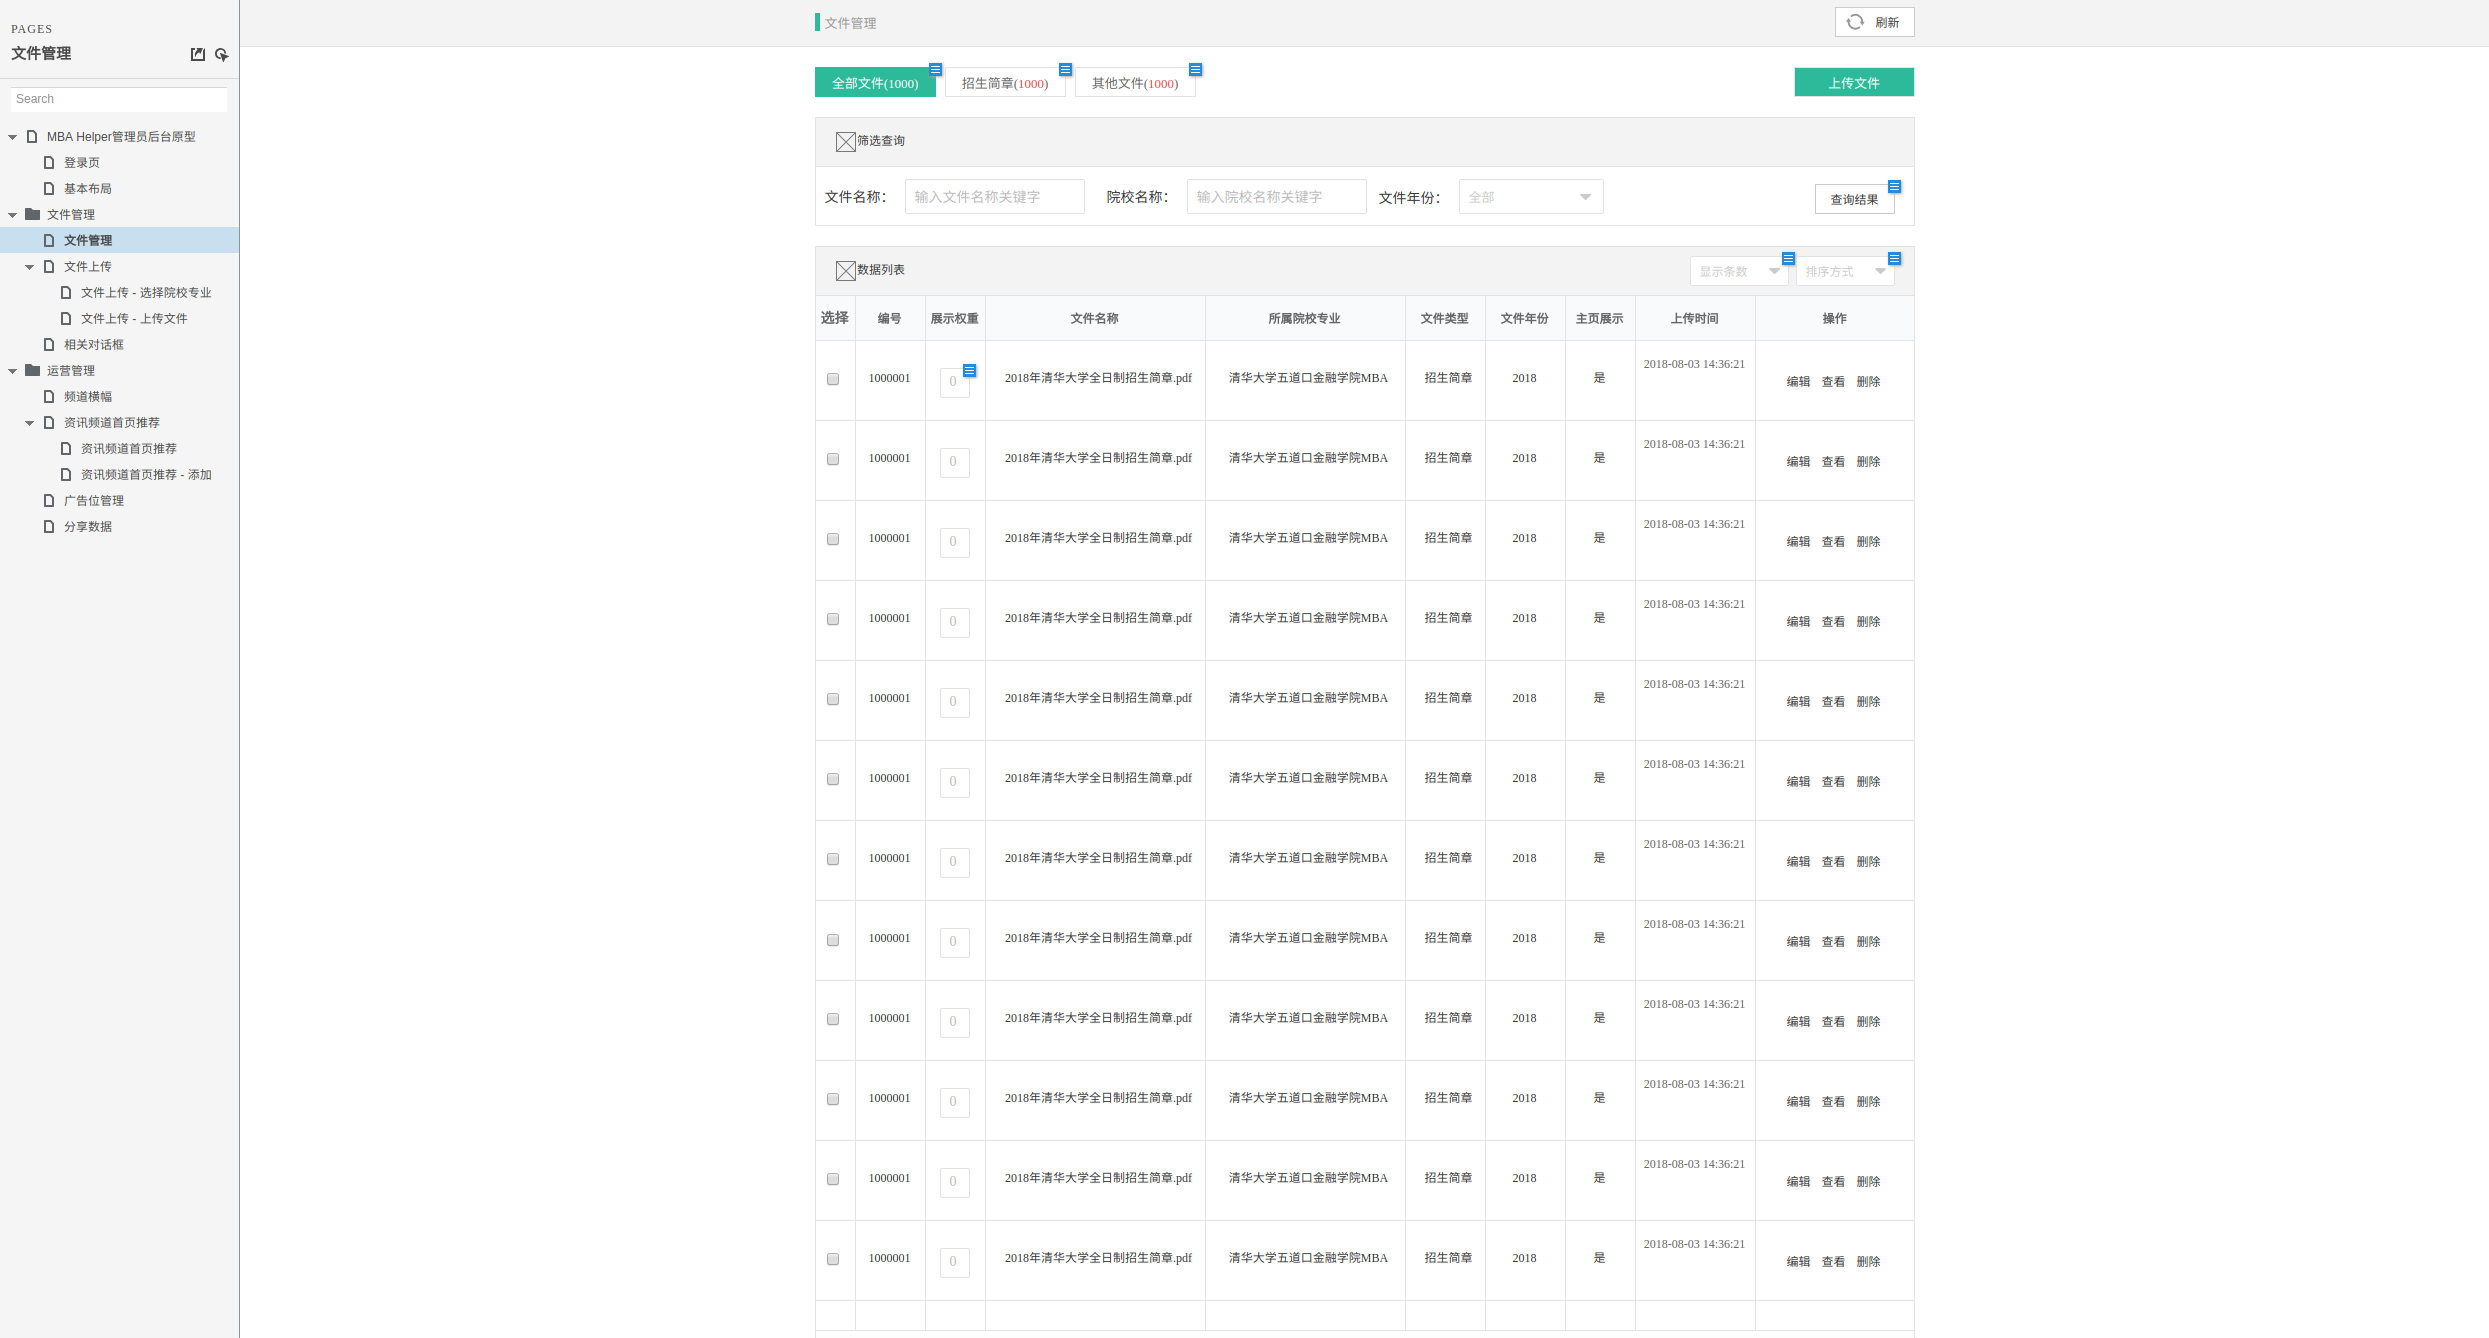 PAGES
文件管理
Search
MBA Helper管理员后台原型
登录页
基本布局
文件管理
文件管理
文件上传
文件上传 - 选择院校专业
文件上传 - 上传文件
相关对话框
运营管理
频道横幅
资讯频道首页推荐
资讯频道首页推荐
资讯频道首页推荐 - 添加
广告位管理
分享数据
文件管理 刷新
全部文件(1000) 招生简章(1000) 其他文件(1000) 上传文件
筛选查询
文件名称： 输入文件名称关键字 院校名称： 输入院校名称关键字 文件年份： 全部 查询结果
数据列表 显示条数 排序方式
选择 编号 展示权重 文件名称 所属院校专业 文件类型 文件年份 主页展示 上传时间 操作
1000001 0 2018年清华大学全日制招生简章.pdf 清华大学五道口金融学院MBA 招生简章 2018 是 2018-08-03 14:36:21 编辑 查看 删除
1000001 0 2018年清华大学全日制招生简章.pdf 清华大学五道口金融学院MBA 招生简章 2018 是 2018-08-03 14:36:21 编辑 查看 删除
1000001 0 2018年清华大学全日制招生简章.pdf 清华大学五道口金融学院MBA 招生简章 2018 是 2018-08-03 14:36:21 编辑 查看 删除
1000001 0 2018年清华大学全日制招生简章.pdf 清华大学五道口金融学院MBA 招生简章 2018 是 2018-08-03 14:36:21 编辑 查看 删除
1000001 0 2018年清华大学全日制招生简章.pdf 清华大学五道口金融学院MBA 招生简章 2018 是 2018-08-03 14:36:21 编辑 查看 删除
1000001 0 2018年清华大学全日制招生简章.pdf 清华大学五道口金融学院MBA 招生简章 2018 是 2018-08-03 14:36:21 编辑 查看 删除
1000001 0 2018年清华大学全日制招生简章.pdf 清华大学五道口金融学院MBA 招生简章 2018 是 2018-08-03 14:36:21 编辑 查看 删除
1000001 0 2018年清华大学全日制招生简章.pdf 清华大学五道口金融学院MBA 招生简章 2018 是 2018-08-03 14:36:21 编辑 查看 删除
1000001 0 2018年清华大学全日制招生简章.pdf 清华大学五道口金融学院MBA 招生简章 2018 是 2018-08-03 14:36:21 编辑 查看 删除
1000001 0 2018年清华大学全日制招生简章.pdf 清华大学五道口金融学院MBA 招生简章 2018 是 2018-08-03 14:36:21 编辑 查看 删除
1000001 0 2018年清华大学全日制招生简章.pdf 清华大学五道口金融学院MBA 招生简章 2018 是 2018-08-03 14:36:21 编辑 查看 删除
1000001 0 2018年清华大学全日制招生简章.pdf 清华大学五道口金融学院MBA 招生简章 2018 是 2018-08-03 14:36:21 编辑 查看 删除